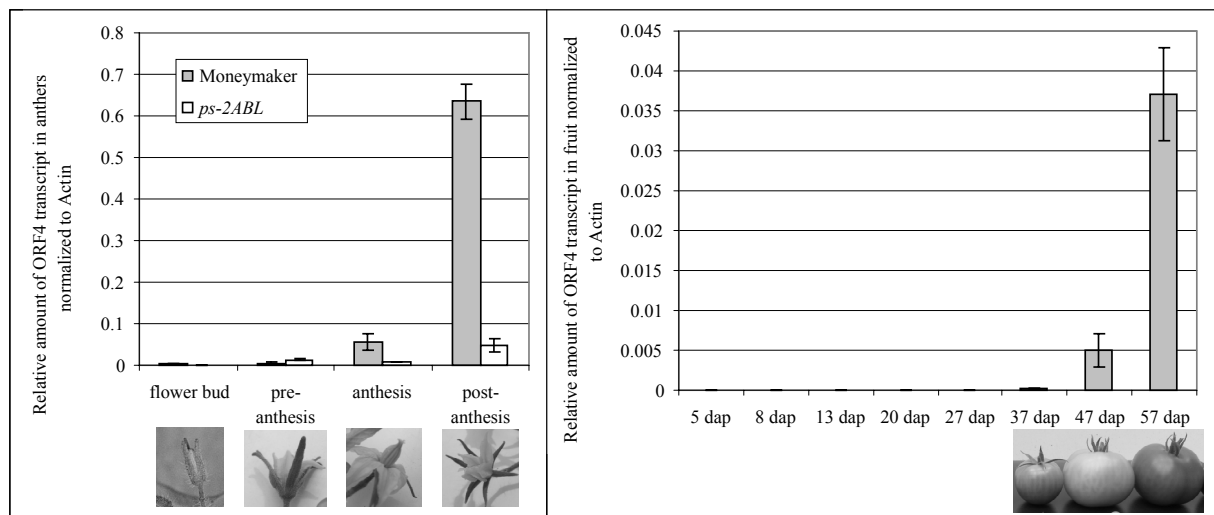 Relative amount of ORF4 transcript in anthers
normalized to Actin
0.8
0.7
0.6
0.5
0.4
0.3
0.2
0.1
0
Moneymaker
ps-2ABL
flower bud
pre-
anthesis
anthesis
post-
anthesis
Relative amount of ORF4 transcript in fruit normalized
to Actin
0.045
0.04
0.035
0.03
0.025
0.02
0.015
0.01
0.005
0
5 dap
8 dap
13 dap
20 dap
27 dap
37 dap
47 dap
57 dap